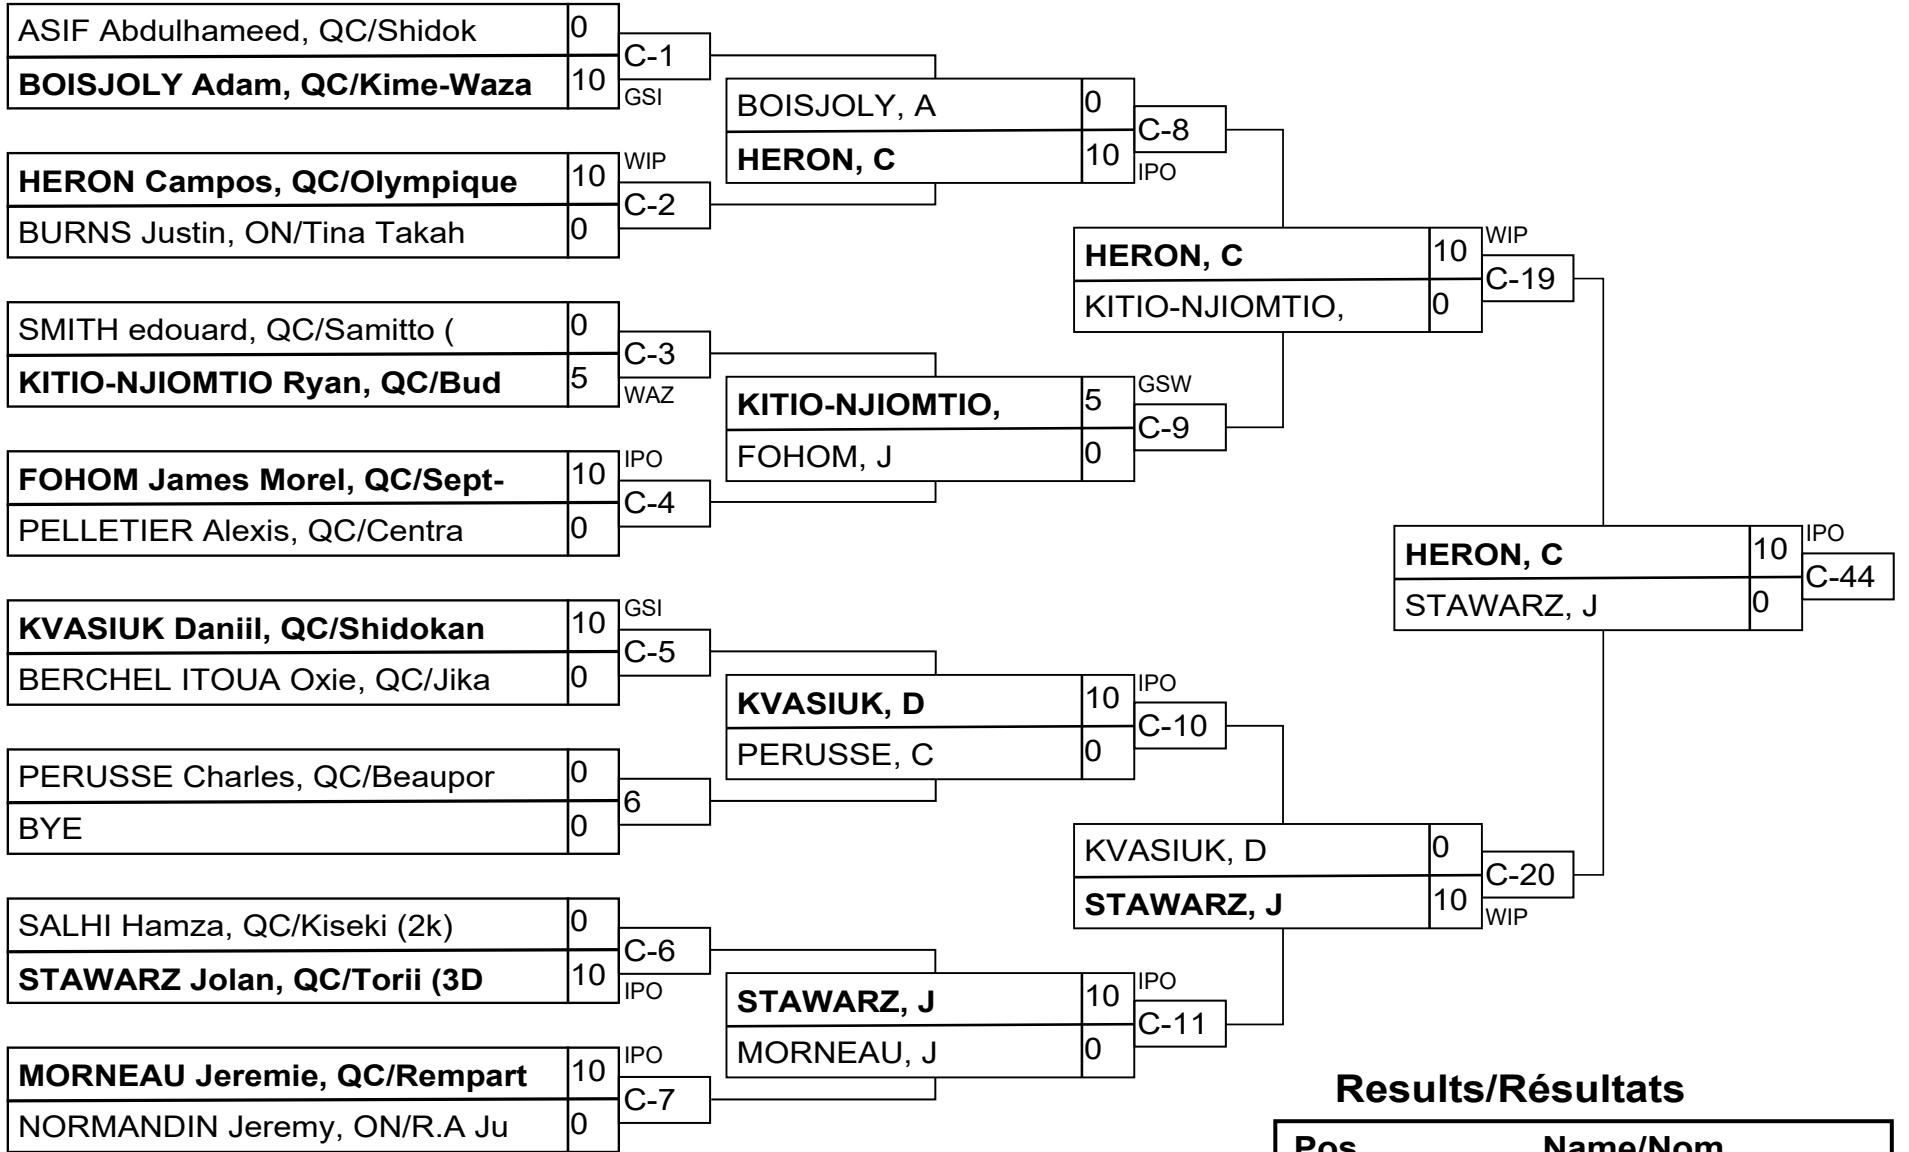 ASIF Abdulhameed, QC/Shidok 0
C-1
BOISJOLY Adam, QC/Kime-Waza 10
GSI
WIP
HERON Campos, QC/Olympique 10
C-2
BURNS Justin, ON/Tina Takah 0
SMITH edouard, QC/Samitto ( 0
C-3
KITIO-NJIOMTIO Ryan, QC/Bud 5
WAZ
IPO
FOHOM James Morel, QC/Sept- 10
C-4
PELLETIER Alexis, QC/Centra 0
GSI
KVASIUK Daniil, QC/Shidokan 10
C-5
BERCHEL ITOUA Oxie, QC/Jika 0
PERUSSE Charles, QC/Beaupor 0
6
BYE 0
SALHI Hamza, QC/Kiseki (2k) 0
C-6
STAWARZ Jolan, QC/Torii (3D 10
IPO
IPO
MORNEAU Jeremie, QC/Rempart 10
C-7
NORMANDIN Jeremy, ON/R.A Ju 0
BOISJOLY, A 0
C-8
HERON, C 10
IPO
GSW
KITIO-NJIOMTIO, 5
C-9
FOHOM, J 0
IPO
KVASIUK, D 10
C-10
PERUSSE, C 0
IPO
STAWARZ, J 10
C-11
MORNEAU, J 0
WIP
HERON, C 10
C-19
KITIO-NJIOMTIO, 0
KVASIUK, D 0
C-20
STAWARZ, J 10
WIP
IPO
HERON, C 10
C-44
STAWARZ, J 0
Results/Résultats
Pos Name/Nom